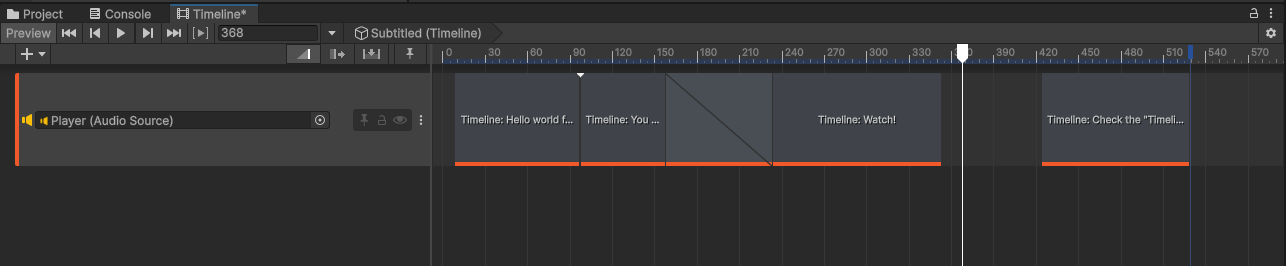 Project Console Timeline*
Preview 368 Subtitled (Timeline)
0 30 60 90 120 150 180 210 240 270 300 330 390 420 450 480 510 540 570
Player (Audio Source) Timeline: Hello world f... Timeline: You ... Timeline: Watch! Timeline: Check the "Timeli...